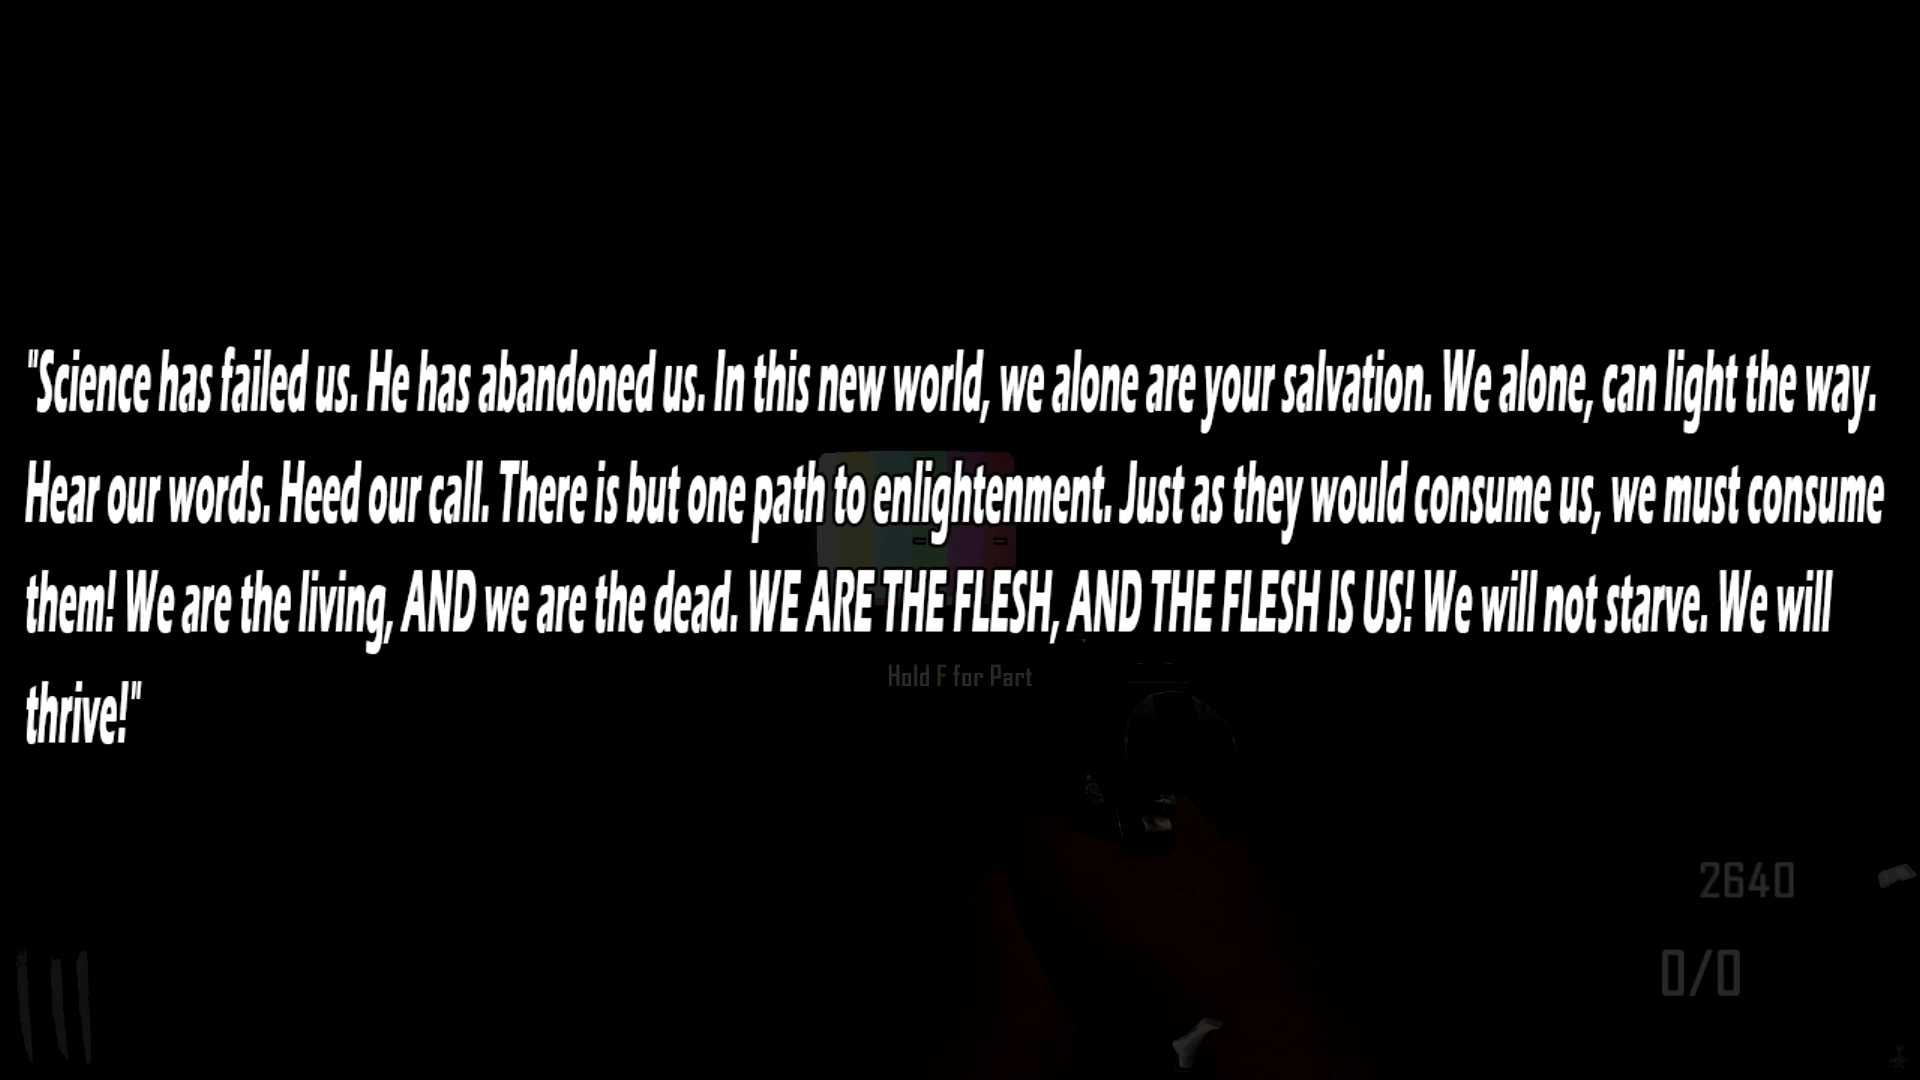 "Science has failed us. He has abandoned us. In this new world, we alone are your salvation. We alone, can light the way.
Hear our words. Heed our call. There is but one path to enlightenment. Just as they would consume us, we must consume
them! We are the living, AND we are the dead. WE ARE THE FLESH, AND THE FLESH IS US! We will not starve. We will
thrive!"
Hold F for Part
2640
0/0